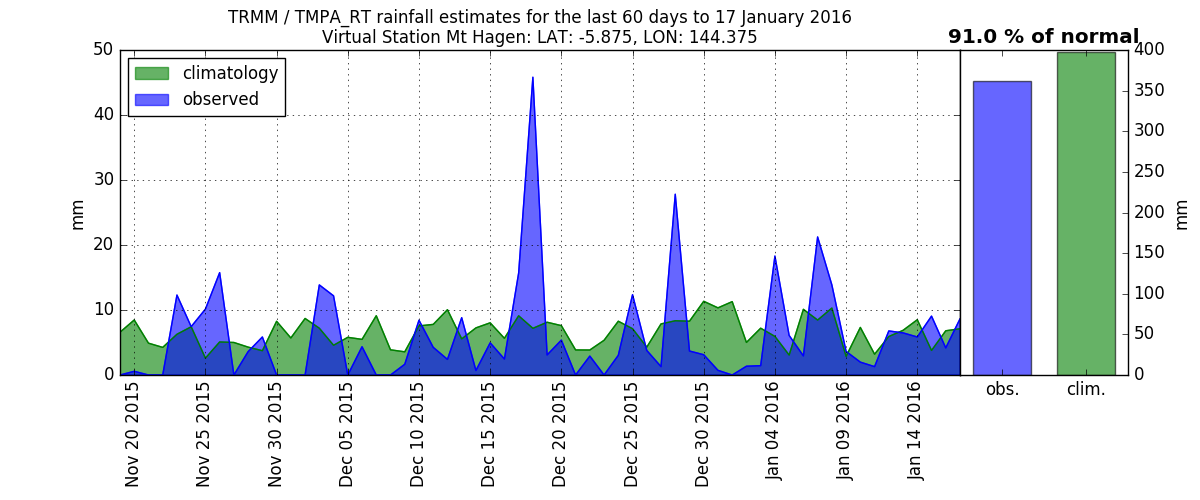 TRMM / TMPA_RT rainfall estimates for the last 60 days to 17 January 2016
Virtual Station Mt Hagen: LAT: -5.875, LON: 144.375
91.0 % of normal
climatology
observed
mm
50
40
30
20
10
0
Nov 20 2015
Nov 25 2015
Nov 30 2015
Dec 05 2015
Dec 10 2015
Dec 15 2015
Dec 20 2015
Dec 25 2015
Dec 30 2015
Jan 04 2016
Jan 09 2016
Jan 14 2016
obs.
clim.
400
350
300
250
200
150
100
50
0
mm